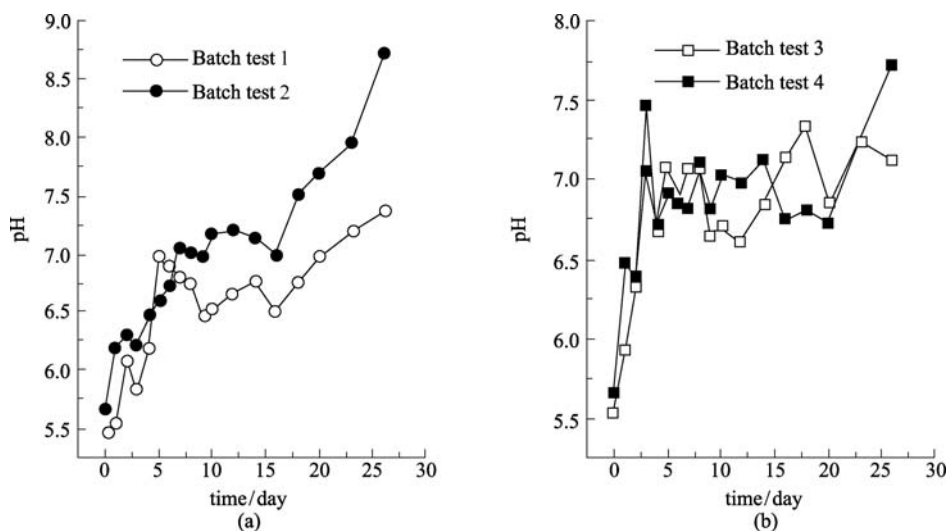 9.0
8.5
8.0
7.5
7.0
6.5
6.0
5.5
pH
Batch test 1
Batch test 2
0 5 10 15 20 25 30
time/day
(a)
8.0
7.5
7.0
6.5
6.0
5.5
pH
Batch test 3
Batch test 4
0 5 10 15 20 25 30
time/day
(b)